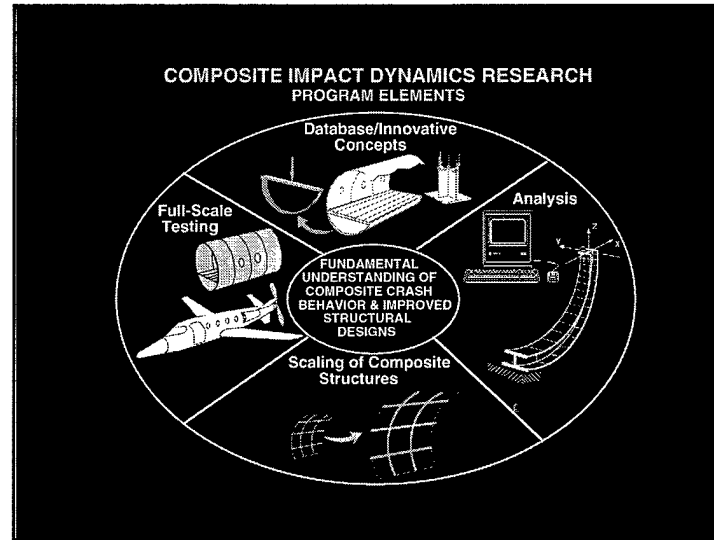 COMPOSITE IMPACT DYNAMICS RESEARCH
PROGRAM ELEMENTS
Database/Innovative
Concepts
Full-Scale
Testing
Analysis
Z
Y
X
FUNDAMENTAL
UNDERSTANDING OF
COMPOSITE CRASH
BEHAVIOR & IMPROVED
STRUCTURAL
DESIGNS
Scaling of Composite
Structures